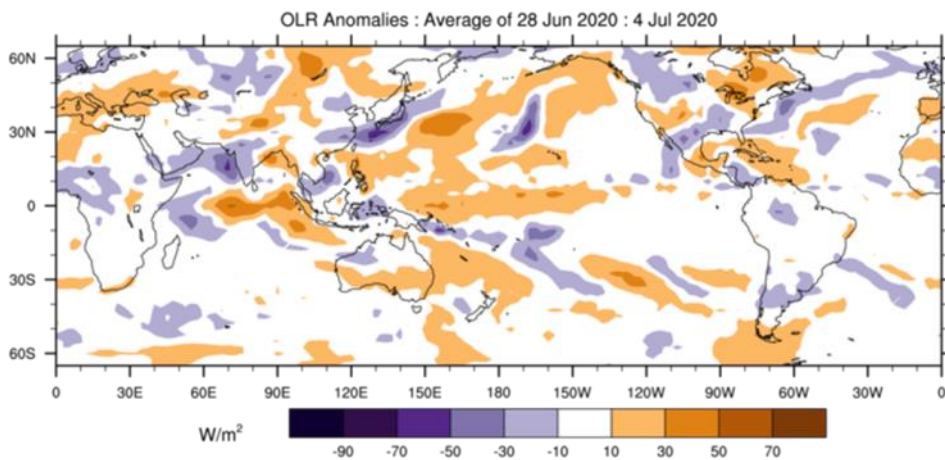 OLR Anomalies : Average of 28 Jun 2020 : 4 Jul 2020
60N
30N
0
30S
60S
0 30E 60E 90E 120E 150E 180 150W 120W 90W 60W 30W 0
W/m²
-90 -70 -50 -30 -10 10 30 50 70